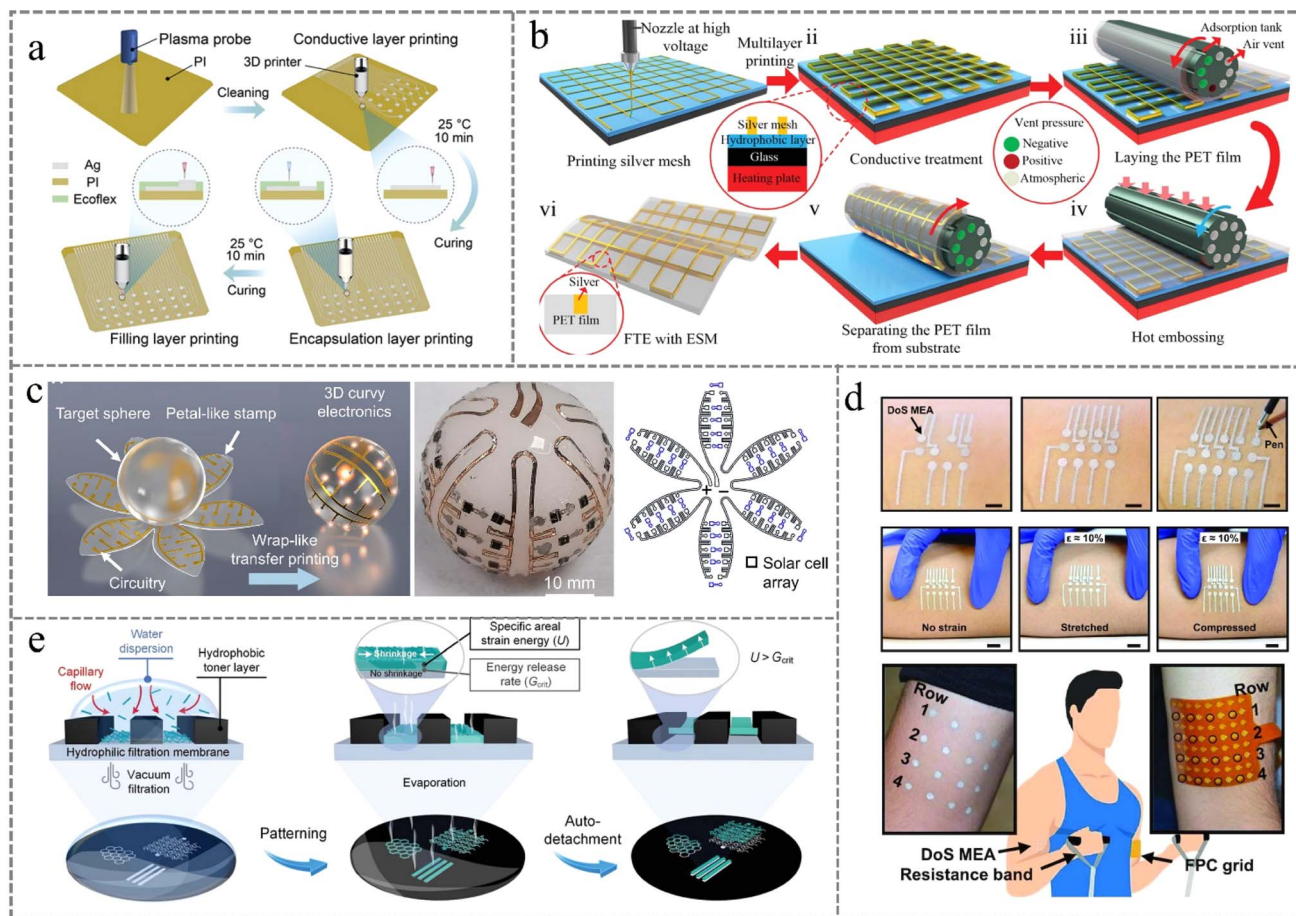 a
Plasma probe
PI
Cleaning
Conductive layer printing
3D printer
25 °C
10 min
Curing
Ag
PI
Ecoflex
25 °C
10 min
Curing
Filling layer printing
Encapsulation layer printing
b
i
Nozzle at high
voltage
Printing silver mesh
Multilayer
printing
ii
Silver mesh
Hydrophobic layer
Glass
Heating plate
Conductive treatment
iii
Adsorption tank
Air vent
Vent pressure
Negative
Positive
Atmospheric
Laying the PET film
iv
Hot embossing
v
Separating the PET film
from substrate
vi
Silver
PET film
FTE with ESM
c
Target sphere
Petal-like stamp
Circuitry
Wrap-like
transfer printing
3D curvy
electronics
10 mm
+ −
Solar cell
array
d
DoS MEA
Pen
No strain
ε ≈ 10%
Stretched
ε ≈ 10%
Compressed
Row
1
2
3
4
Row
1
2
3
4
DoS MEA
Resistance band
FPC grid
e
Water
dispersion
Capillary
flow
Hydrophobic
toner layer
Hydrophilic filtration membrane
Vacuum
filtration
Patterning
Shrinkage
No shrinkage
Specific areal
strain energy (U)
Energy release
rate (Gcrit)
Evaporation
Auto-
detachment
U > Gcrit